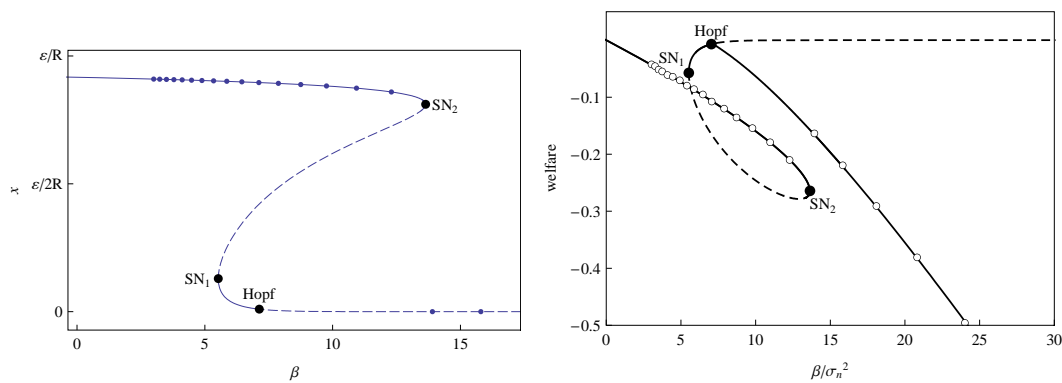 ε/R
ε/2R
0
x
SN₂
SN₁
Hopf
0
5
10
15
β
Hopf
SN₁
SN₂
−0.1
−0.2
−0.3
−0.4
−0.5
welfare
0
5
10
15
20
25
30
β/σₙ²